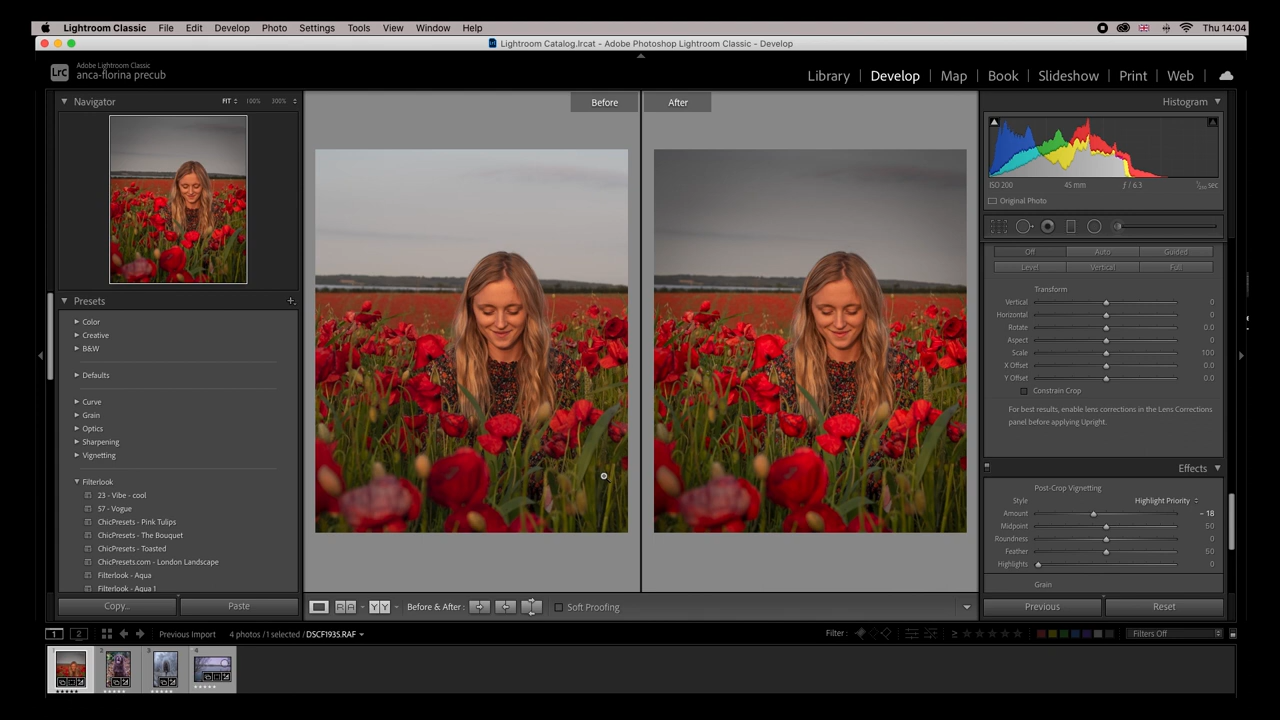 Lightroom Classic File Edit Develop Photo Settings Tools View Window Help Thu 14:04
Lightroom Catalog.lrcat - Adobe Photoshop Lightroom Classic - Develop
Lrc Adobe Lightroom Classic
anca-florina precub
Library Develop Map Book Slideshow Print Web
Navigator FIT 100% 300%
Before After
Histogram
ISO 200 45 mm ƒ / 6.3
Original Photo
Off Auto Guided
Level Vertical Full
Transform
Vertical 0
Horizontal 0
Rotate 0.0
Aspect 0
Scale 100
X Offset 0.0
Y Offset 0.0
Constrain Crop
For best results, enable lens corrections in the Lens Corrections
panel before applying Upright.
Effects
Post-Crop Vignetting
Style Highlight Priority
Amount – 18
Midpoint 50
Roundness 0
Feather 50
Highlights 0
Grain
Presets +
Color
Creative
B&W
Defaults
Curve
Grain
Optics
Sharpening
Vignetting
Filterlook
23 - Vibe - cool
57 - Vogue
ChicPresets - Pink Tulips
ChicPresets - The Bouquet
ChicPresets - Toasted
ChicPresets.com - London Landscape
Filterlook - Aqua
Filterlook - Aqua 1
Copy... Paste
R A Y Y Before & After : Soft Proofing
Previous Reset
1 2 Previous Import 4 photos / 1 selected / DSCF1935.RAF
Filter : Filters Off